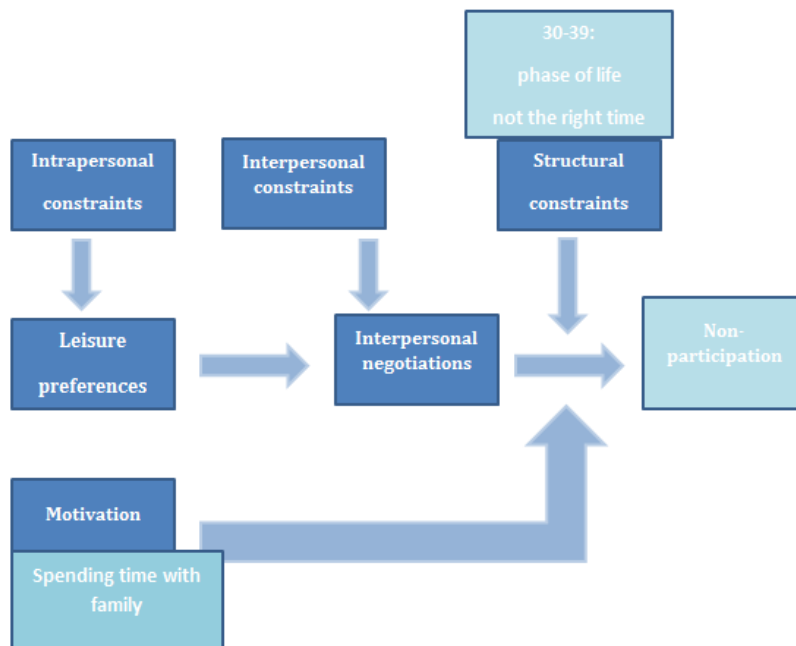 30-39:
phase of life
not the right time
Intrapersonal
constraints
Interpersonal
constraints
Structural
constraints
Leisure
preferences
Interpersonal
negotiations
Non-
participation
Motivation
Spending time with
family